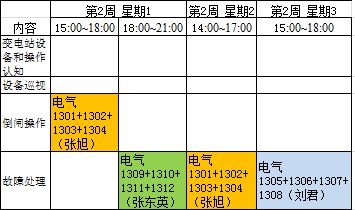 第2周 星期1 第2周 星期2 第2周 星期3
内容 15:00~18:00 18:00~21:00 14:00~17:00 15:00~18:00
变电站设
备和操作
认知
设备巡视
倒闸操作
电气
1301+1302+
1303+1304
（张旭）
故障处理
电气
1309+1310+
1311+1312
（张东英）
电气
1301+1302+
1303+1304
（张旭）
电气
1305+1306+1307+
1308（刘君）